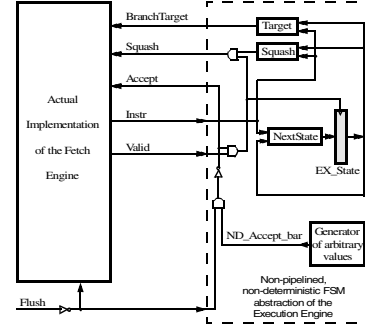 BranchTarget
Target
Squash
Squash
Accept
Actual
Implementation
of the Fetch
Engine
Instr
NextState
Valid
EX_State
ND_Accept_bar
Generator
of arbitrary
values
Non-pipelined,
non-deterministic FSM
abstraction of the
Execution Engine
Flush